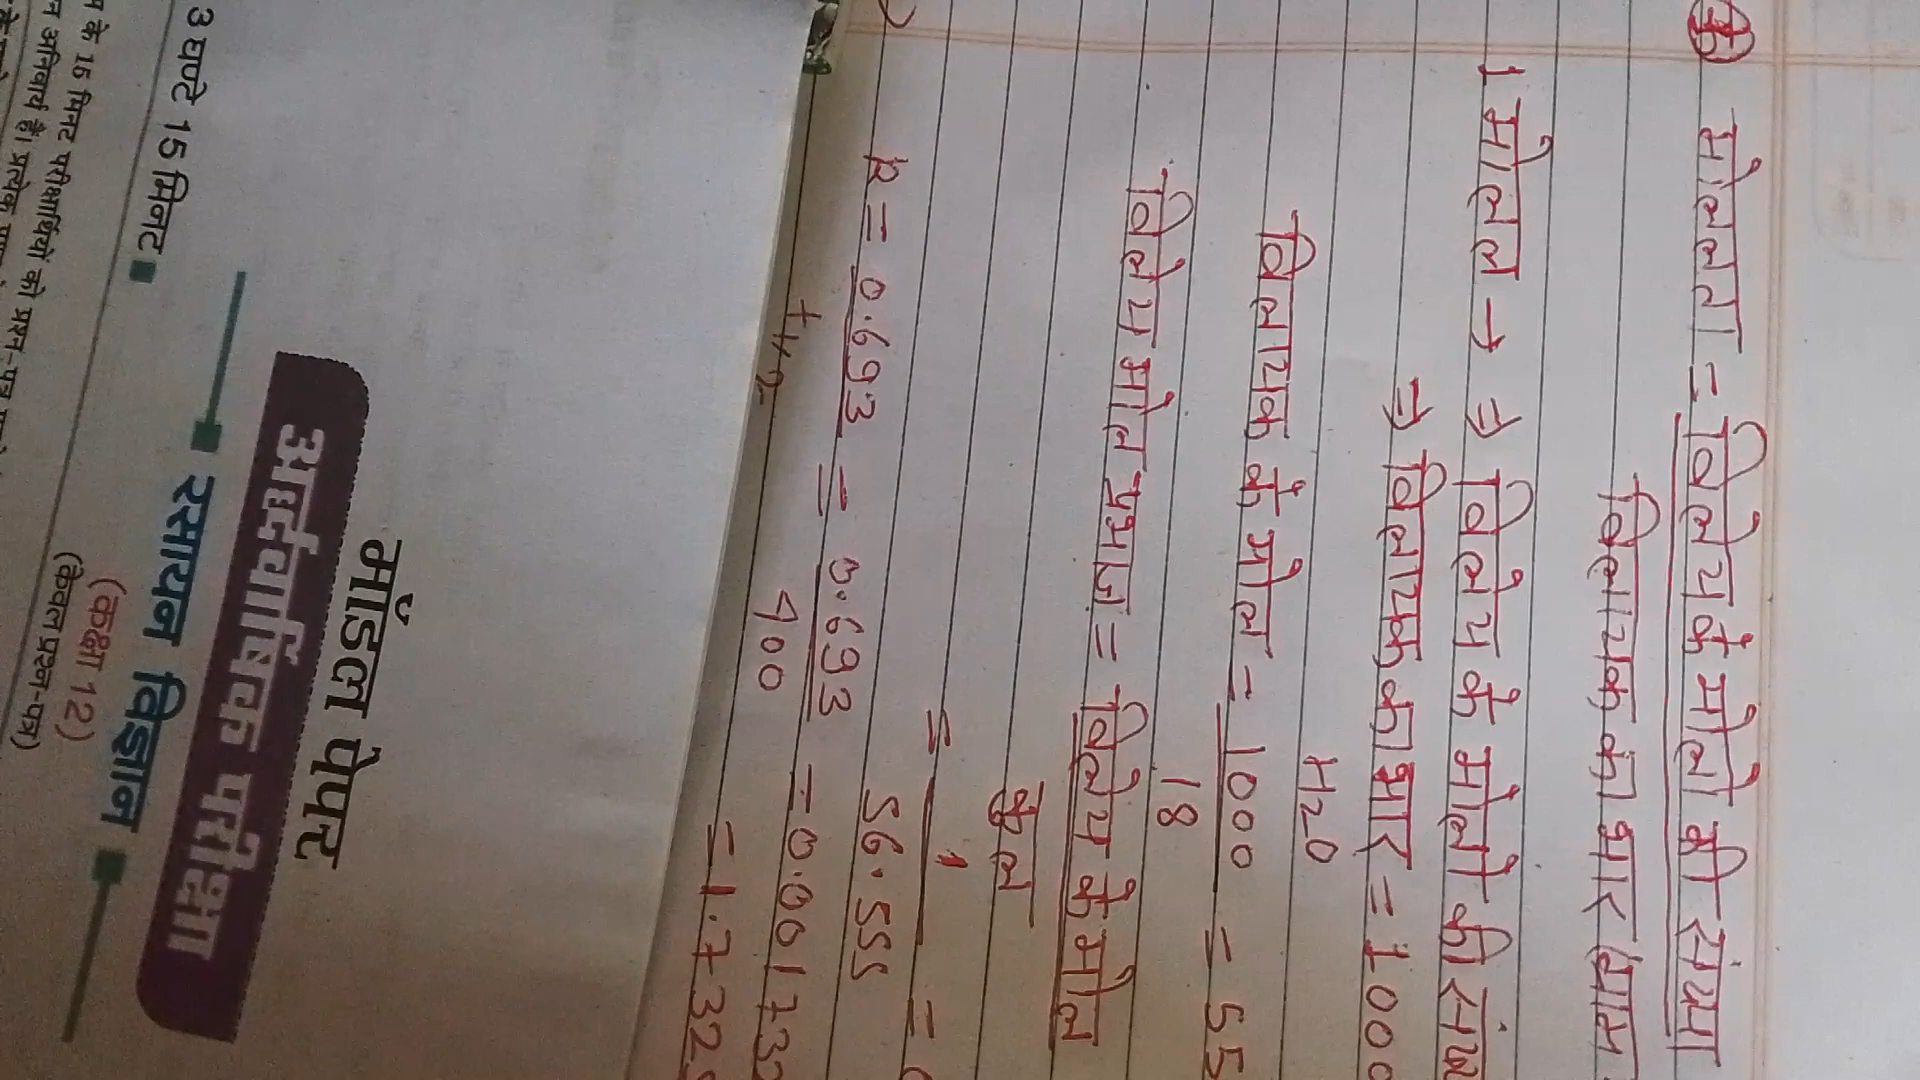 मोललता = विलेय के मोलो की संख्या
विलायक का भार (ग्राम
1 मोलल → ⇒ विलेय के मोलो की संख
⇒ विलायक का भार = 1000
H2O
विलायक के मोल = 1000 = 55
18
विलेय मोल प्रभाज = विलेय के मोल
कुल
= 1 =
56.555
k = 0.693 = 0.693 = 0.001732
t1/2 400
= 1.732
मॉडल पेपर
अर्द्धवार्षिक परीक्षा
रसायन विज्ञान
(कक्षा 12)
(केवल प्रश्न-पत्र)
3 घण्टे 15 मिनट
के 15 मिनट परीक्षार्थियों को प्रश्न-पत्र
अनिवार्य हैं। प्रत्येक